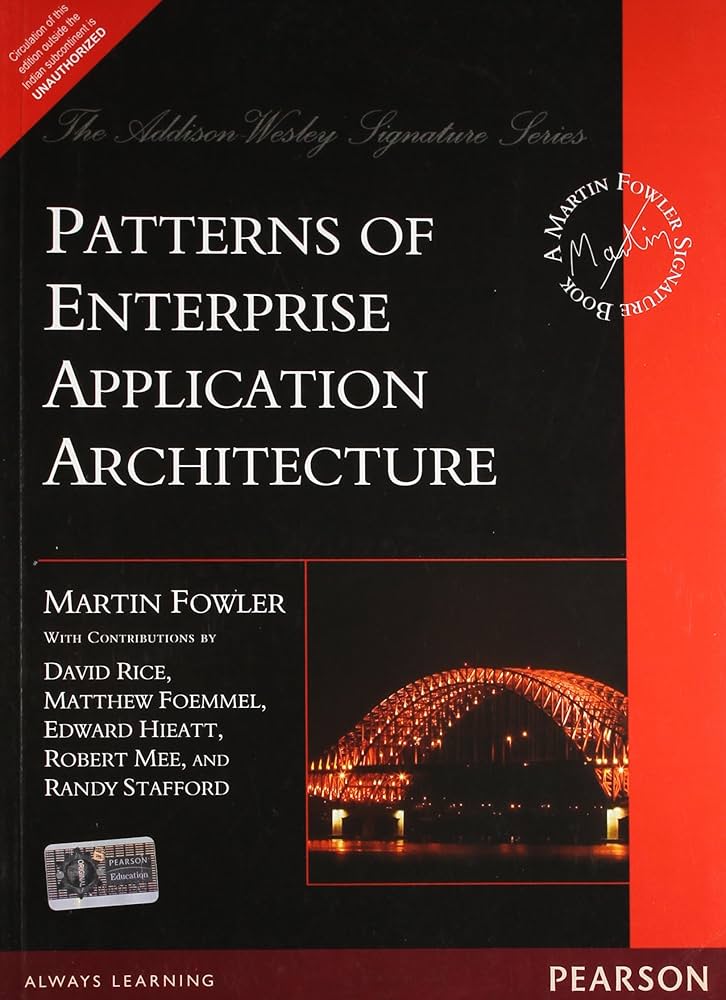 Circulation of this
edition outside the
Indian subcontinent is
UNAUTHORIZED
The Addison-Wesley Signature Series
A MARTIN FOWLER SIGNATURE BOOK
Martin
PATTERNS OF
ENTERPRISE
APPLICATION
ARCHITECTURE
MARTIN FOWLER
WITH CONTRIBUTIONS BY
DAVID RICE,
MATTHEW FOEMMEL,
EDWARD HIEATT,
ROBERT MEE, AND
RANDY STAFFORD
ORIGINAL
PEARSON
Education
ALWAYS LEARNING
PEARSON